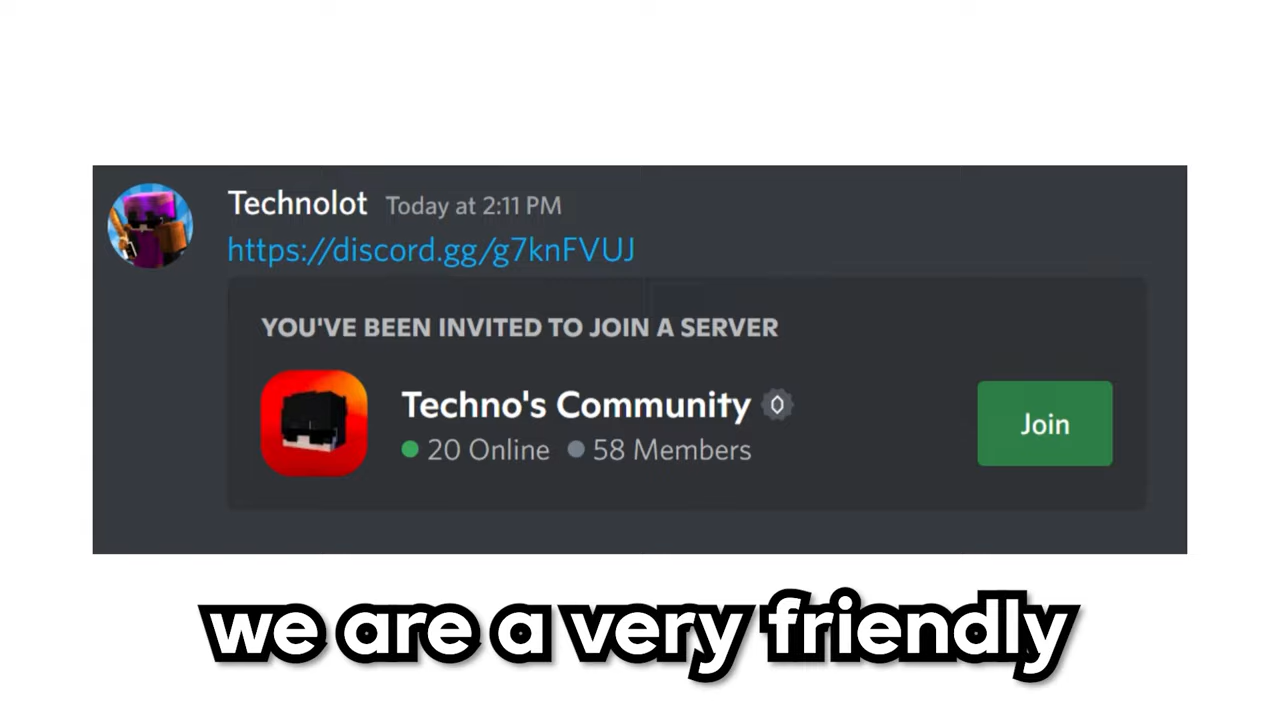 Technolot Today at 2:11 PM
https://discord.gg/g7knFVUJ
YOU'VE BEEN INVITED TO JOIN A SERVER
Techno's Community
20 Online 58 Members
Join
we are a very friendly